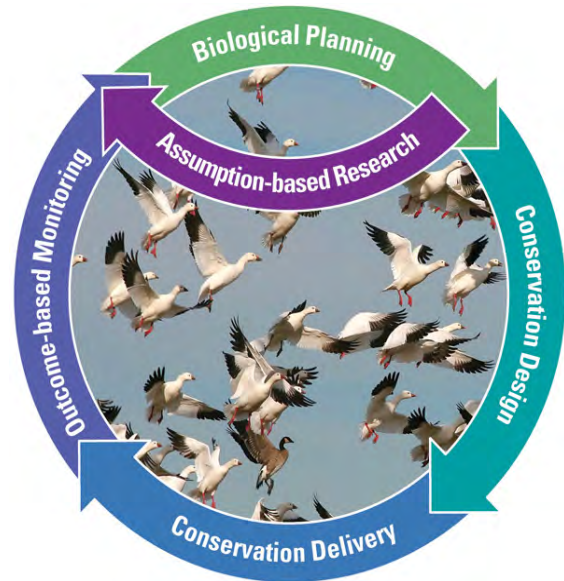 Biological Planning
Assumption-based Research
Conservation Design
Conservation Delivery
Outcome-based Monitoring